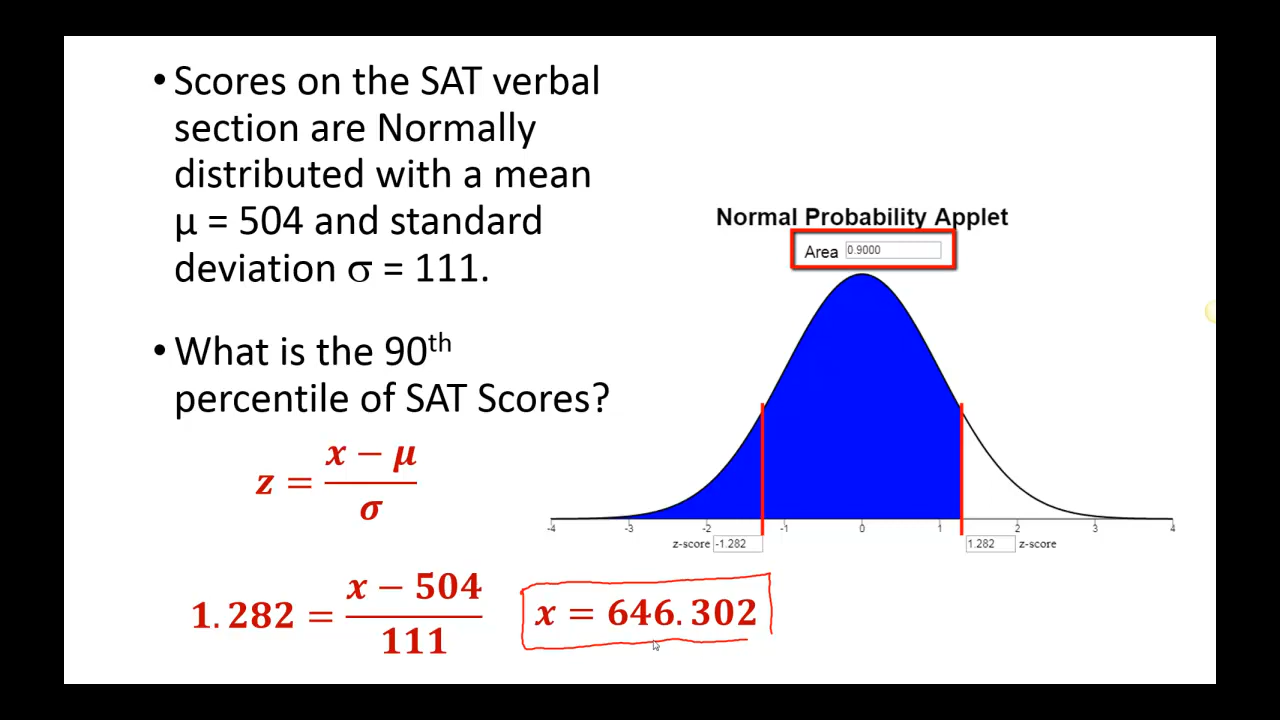 • Scores on the SAT verbal
section are Normally
distributed with a mean
μ = 504 and standard
deviation σ = 111.
• What is the 90th
percentile of SAT Scores?
z = (x − μ)/σ
1.282 = (x − 504)/111
x = 646.302
Normal Probability Applet
Area 0.9000
-4 -3 -2 -1 0 1 2 3 4
z-score -1.282 1.282 z-score